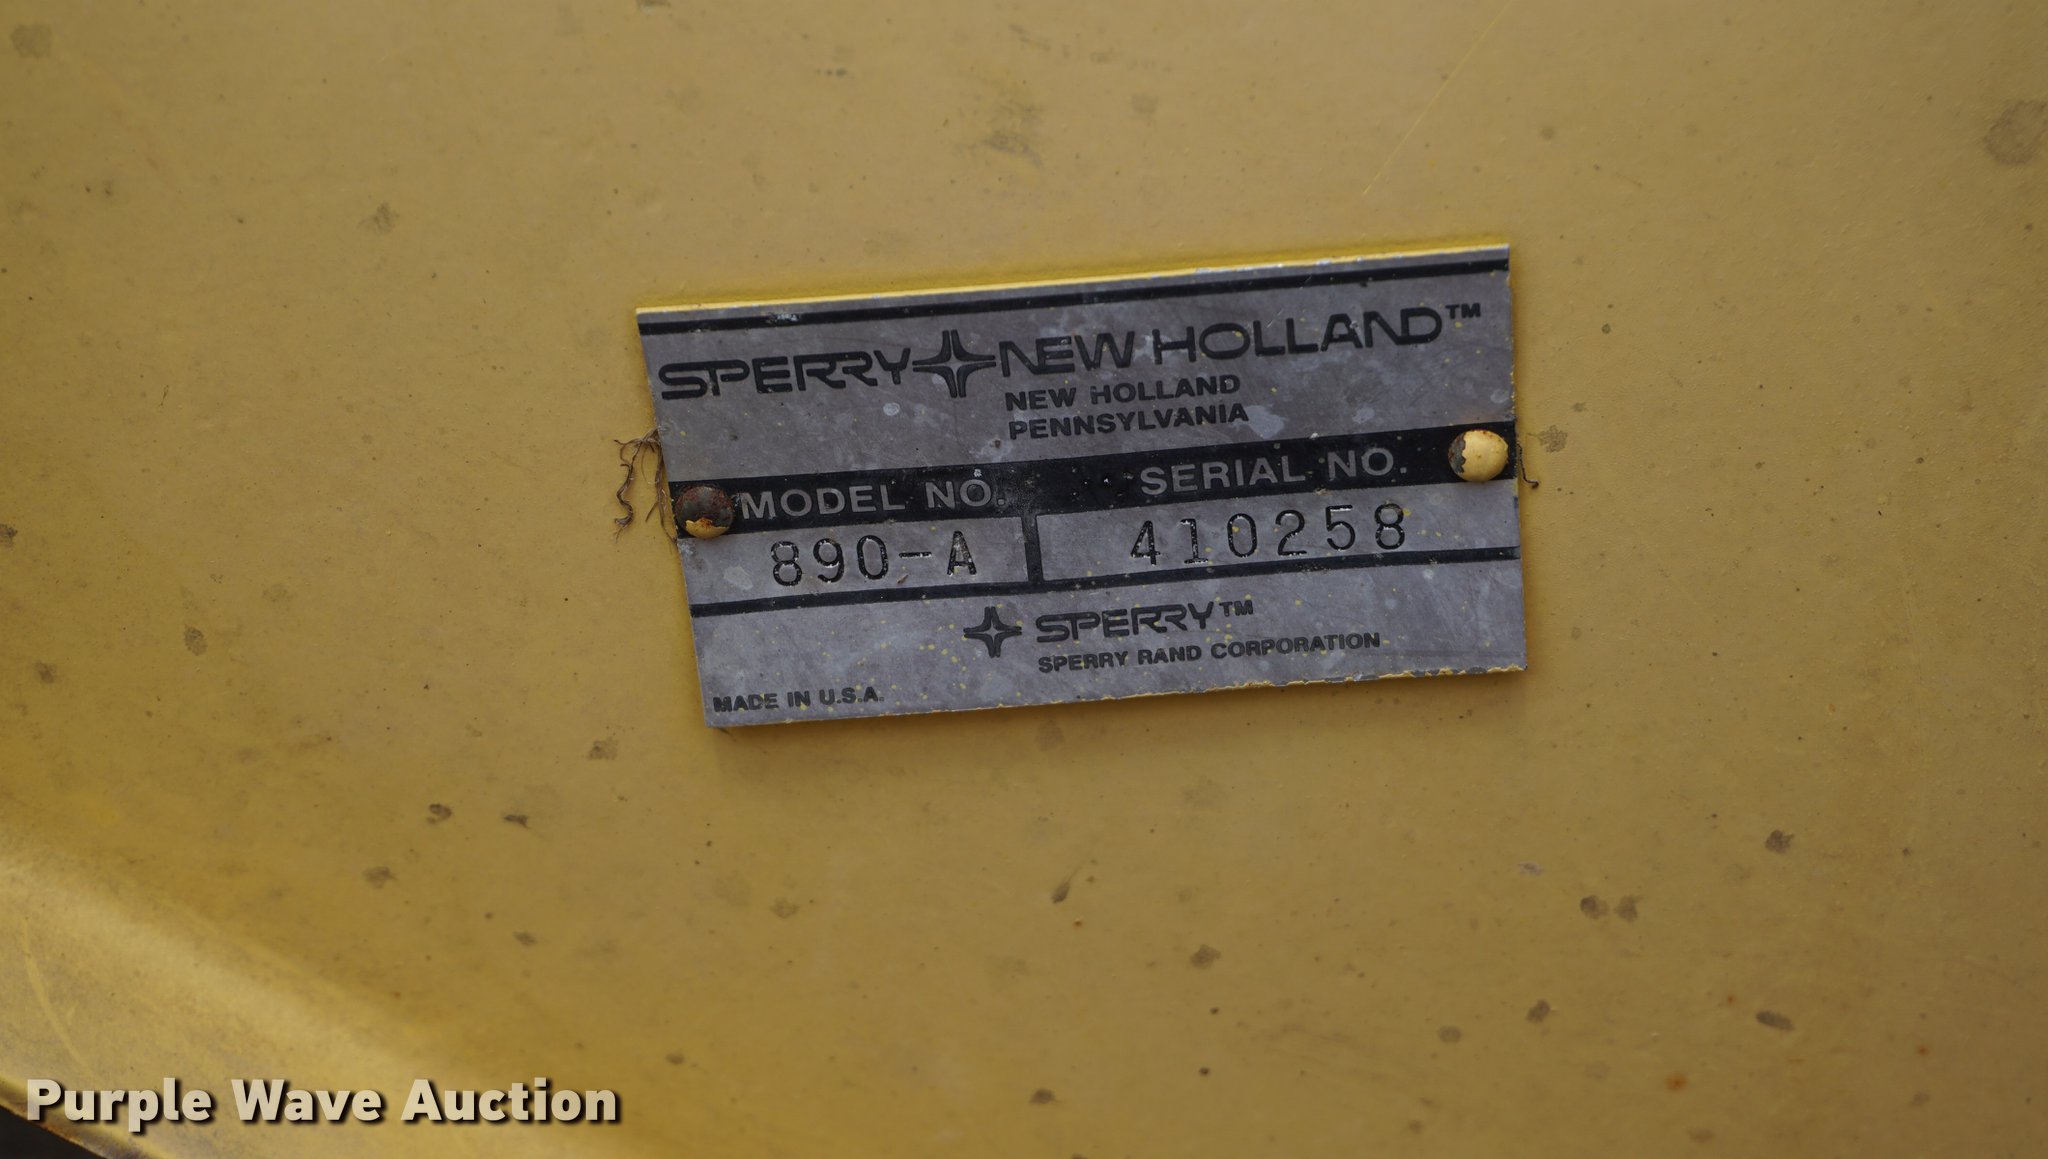 SPERRY NEW HOLLAND™
NEW HOLLAND
PENNSYLVANIA
MODEL NO. SERIAL NO.
890-A 410258
SPERRY™
SPERRY RAND CORPORATION
MADE IN U.S.A.
Purple Wave Auction